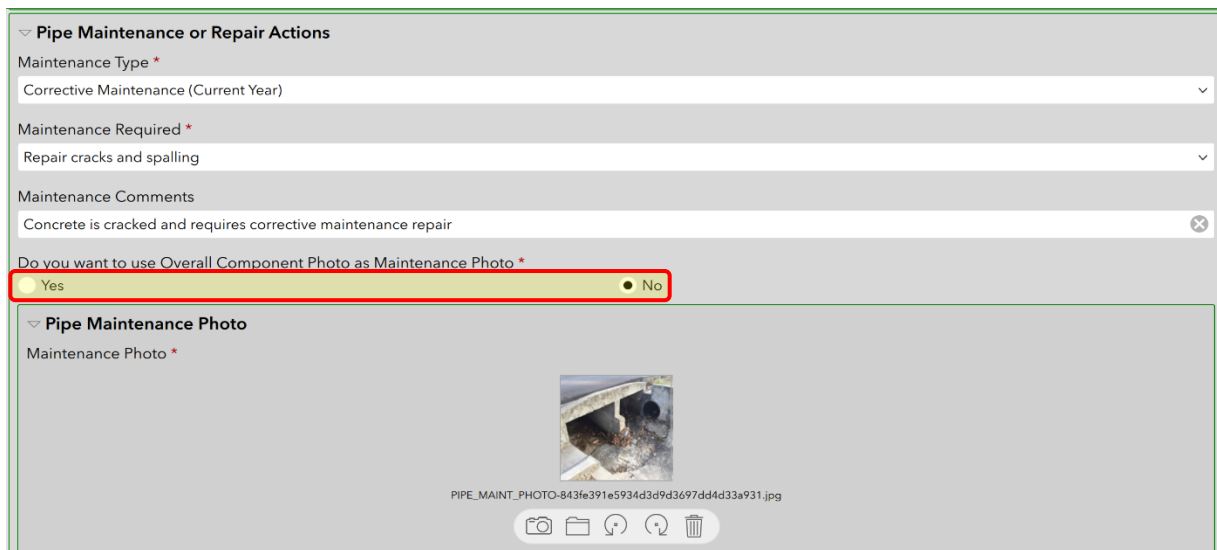 Pipe Maintenance or Repair Actions
Maintenance Type *
Corrective Maintenance (Current Year)
Maintenance Required *
Repair cracks and spalling
Maintenance Comments
Concrete is cracked and requires corrective maintenance repair
Do you want to use Overall Component Photo as Maintenance Photo *
Yes No
Pipe Maintenance Photo
Maintenance Photo *
PIPE_MAINT_PHOTO-843fe391e5934d3d9d3697dd4d33a931.jpg